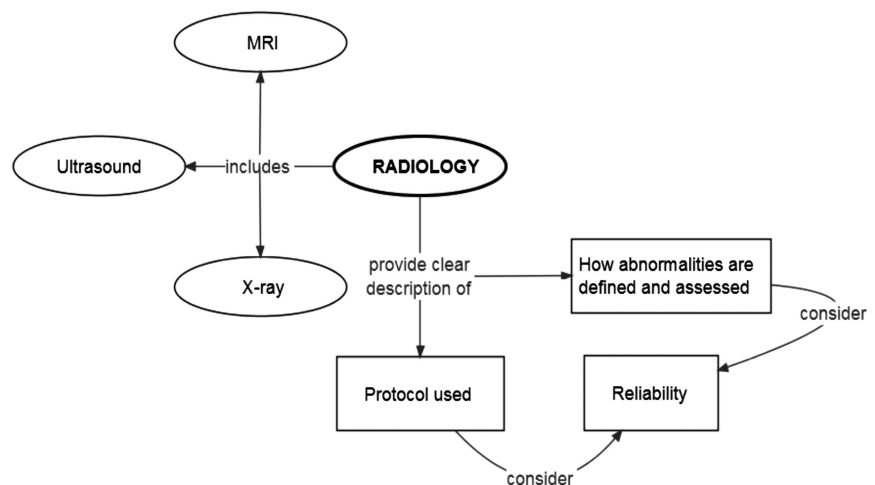 MRI
Ultrasound
includes
RADIOLOGY
X-ray
provide clear
description of
How abnormalities are
defined and assessed
consider
Protocol used
Reliability
consider